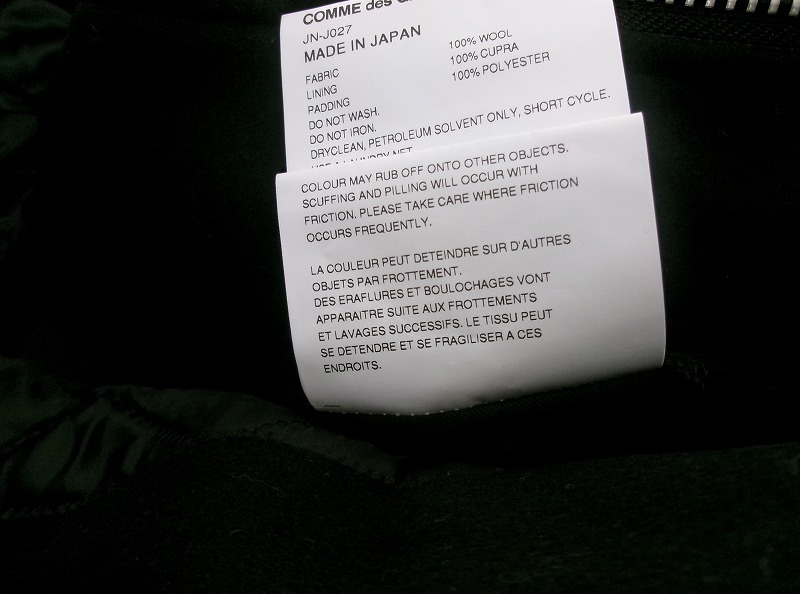 COMME des
JN-J027
MADE IN JAPAN
FABRIC 100% WOOL
LINING 100% CUPRA
PADDING 100% POLYESTER
DO NOT WASH.
DO NOT IRON.
DRYCLEAN, PETROLEUM SOLVENT ONLY, SHORT CYCLE.
USE A LAUNDRY NET
COLOUR MAY RUB OFF ONTO OTHER OBJECTS.
SCUFFING AND PILLING WILL OCCUR WITH
FRICTION. PLEASE TAKE CARE WHERE FRICTION
OCCURS FREQUENTLY.
LA COULEUR PEUT DETEINDRE SUR D'AUTRES
OBJETS PAR FROTTEMENT.
DES ERAFLURES ET BOULOCHAGES VONT
APPARAITRE SUITE AUX FROTTEMENTS
ET LAVAGES SUCCESSIFS. LE TISSU PEUT
SE DETENDRE ET SE FRAGILISER A CES
ENDROITS.